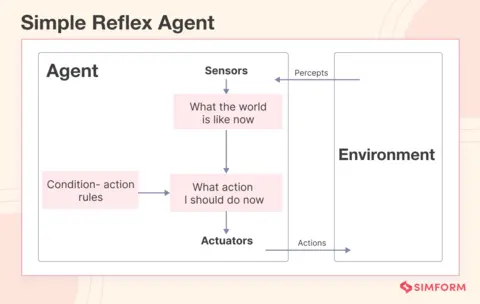 Simple Reflex Agent
Agent
Sensors
Percepts
What the world
is like now
Environment
Condition- action
rules
What action
I should do now
Actuators
Actions
SIMFORM